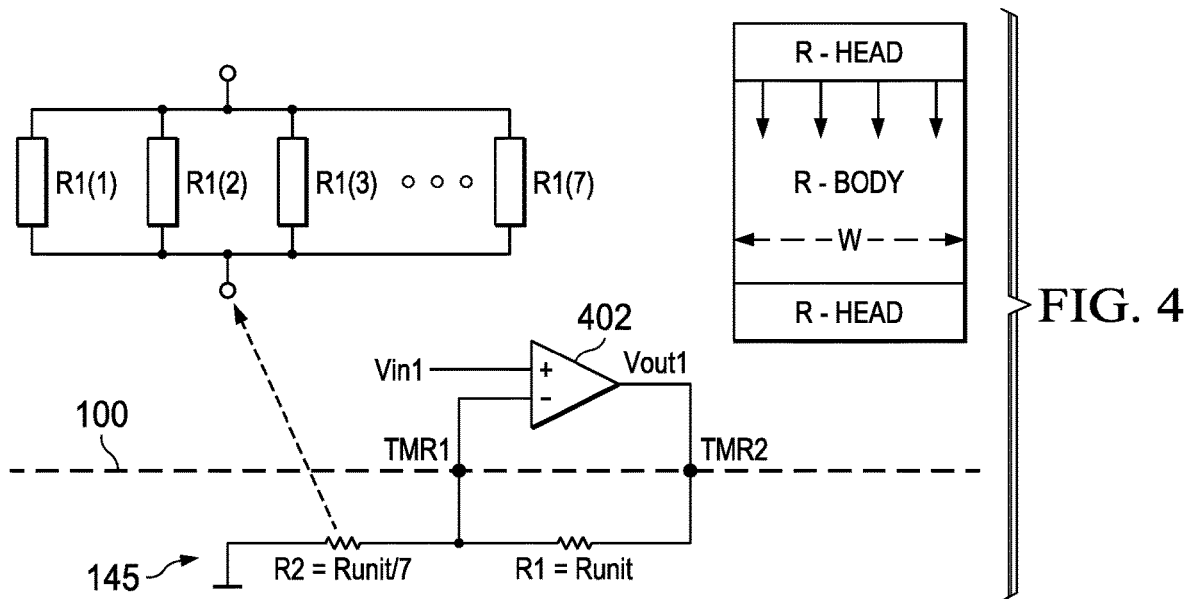 R - HEAD
R1(1)
R1(2)
R1(3)
R1(7)
R - BODY
W
R - HEAD
FIG. 4
402
Vin1
+
-
Vout1
100
TMR1
TMR2
145
R2 = Runit/7
R1 = Runit